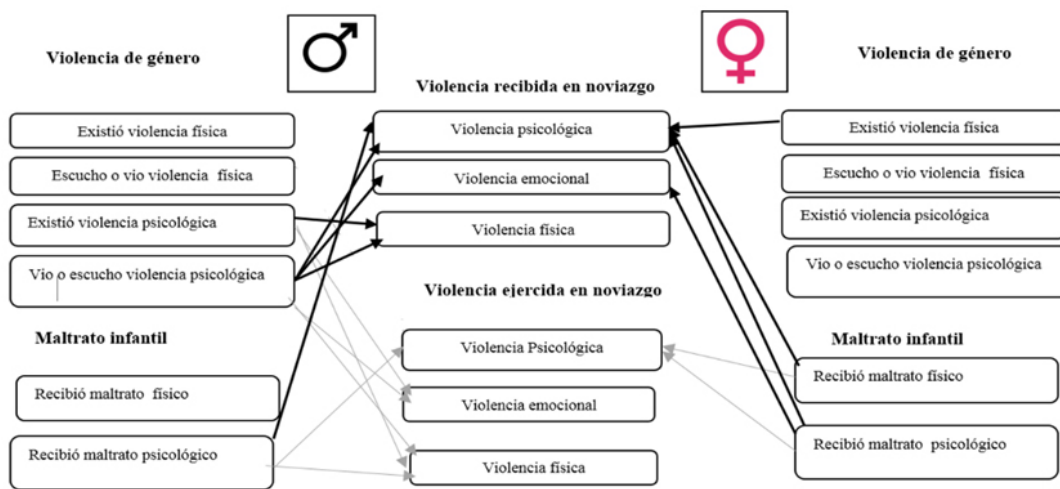 Violencia de género
Existió violencia física
Escucho o vio violencia física
Existió violencia psicológica
Vio o escucho violencia psicológica
Maltrato infantil
Recibió maltrato físico
Recibió maltrato psicológico
Violencia recibida en noviazgo
Violencia psicológica
Violencia emocional
Violencia física
Violencia ejercida en noviazgo
Violencia Psicológica
Violencia emocional
Violencia física
Violencia de género
Existió violencia física
Escucho o vio violencia física
Existió violencia psicológica
Vio o escucho violencia psicológica
Maltrato infantil
Recibió maltrato físico
Recibió maltrato psicológico